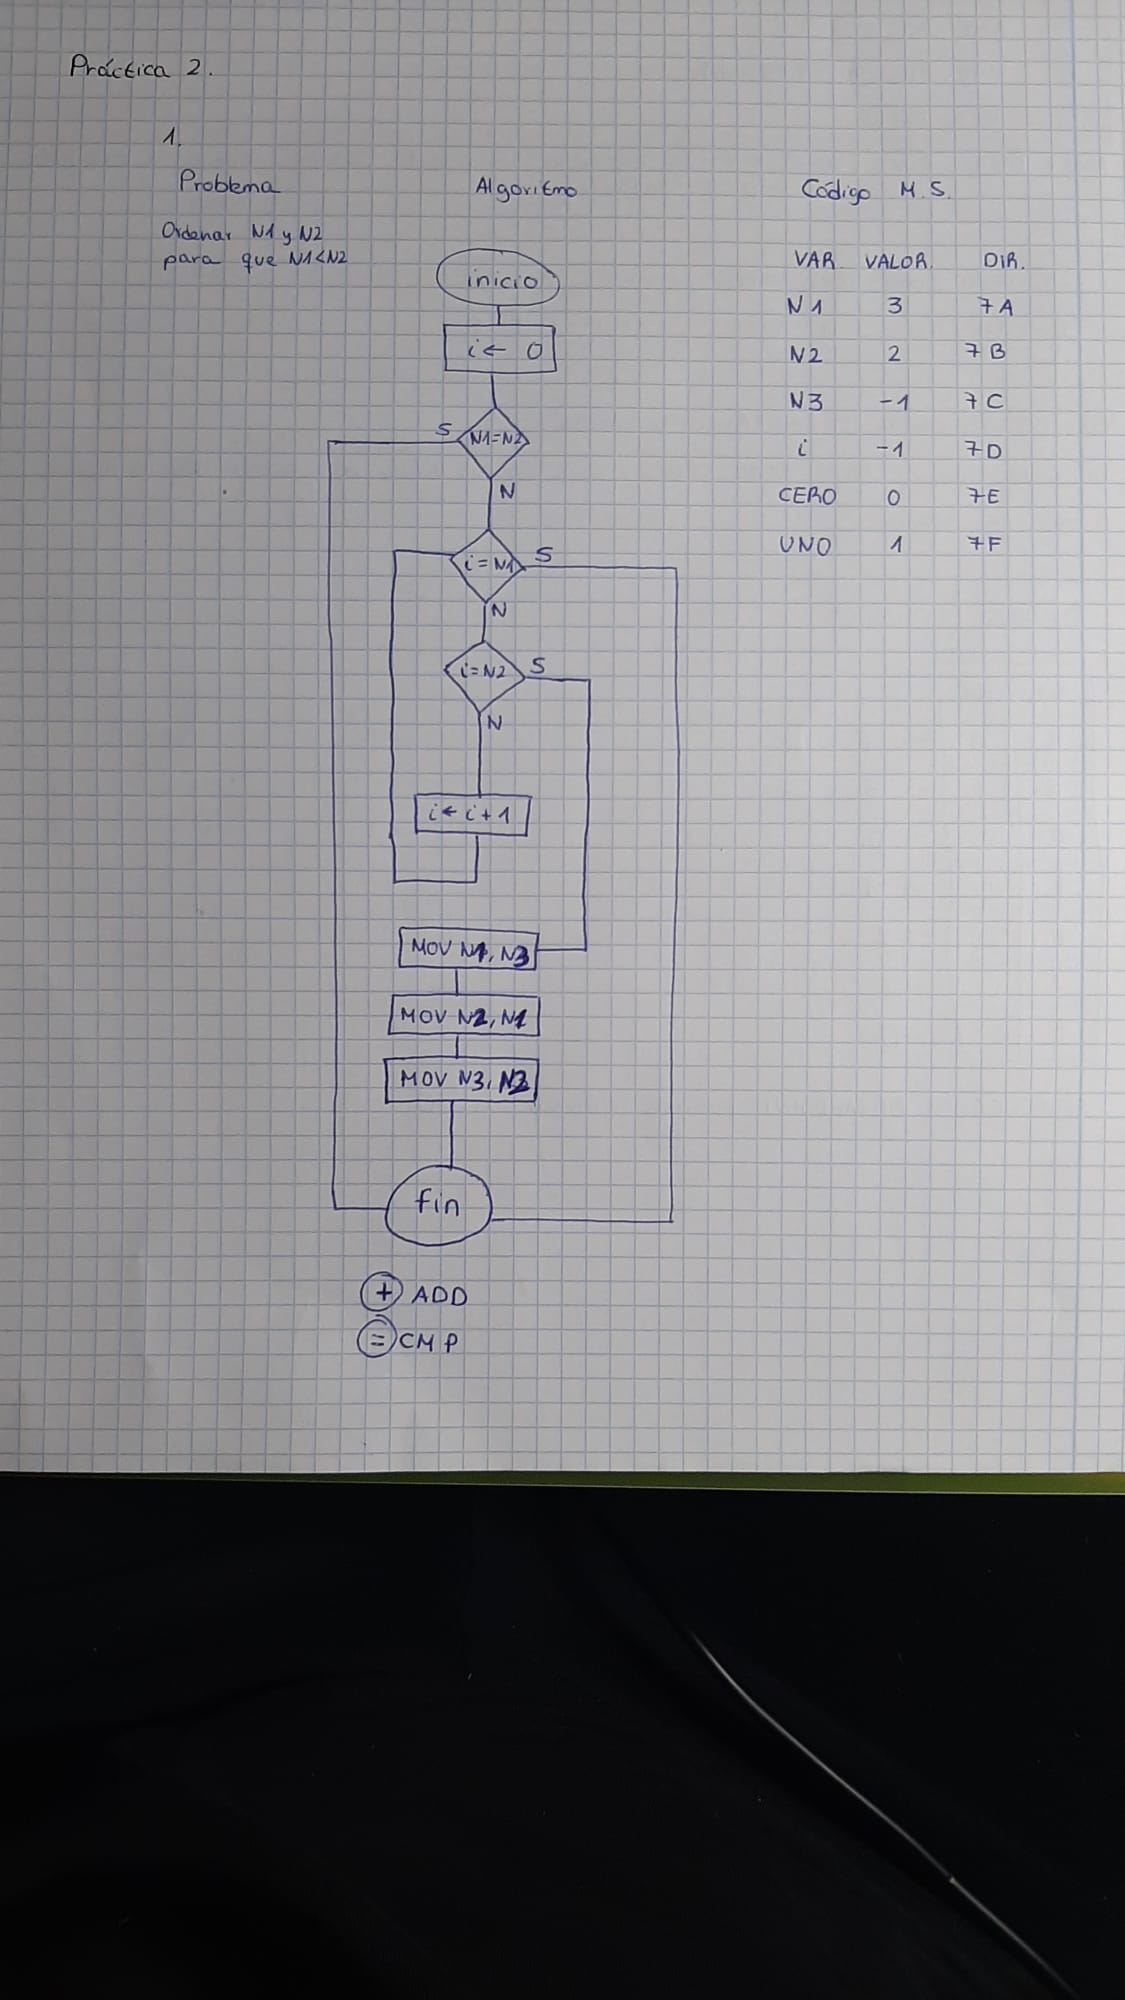 Práctica 2.
1.
Problema
Ordenar N1 y N2
para que N1<N2
Algoritmo
inicio
i ← 0
N1=N2
S
N
i=N1
S
N
i=N2
S
N
i ← i+1
MOV N1, N3
MOV N2, N1
MOV N3, N2
fin
+ ADD
= CMP
Código M.S.
VAR. VALOR. DIR.
N1 3 7A
N2 2 7B
N3 -1 7C
i -1 7D
CERO 0 7E
UNO 1 7F